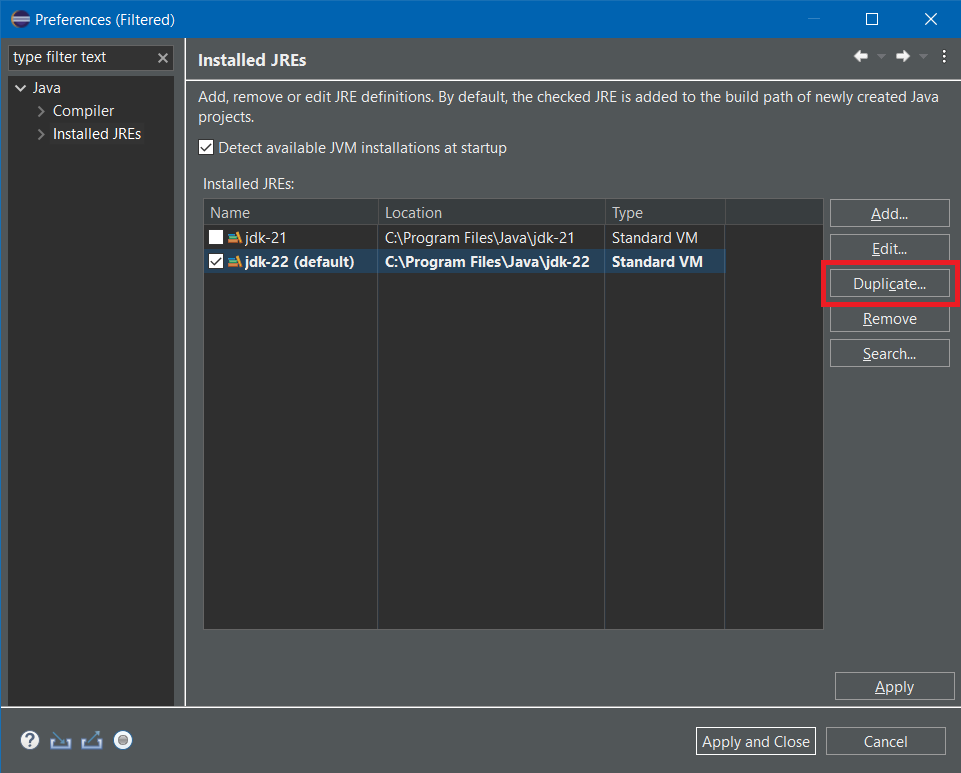 Preferences (Filtered)
type filter text
Java
Compiler
Installed JREs
Installed JREs
Add, remove or edit JRE definitions. By default, the checked JRE is added to the build path of newly created Java
projects.
Detect available JVM installations at startup
Installed JREs:
Name Location Type
jdk-21 C:\Program Files\Java\jdk-21 Standard VM
jdk-22 (default) C:\Program Files\Java\jdk-22 Standard VM
Add...
Edit...
Duplicate...
Remove
Search...
Apply
Apply and Close Cancel